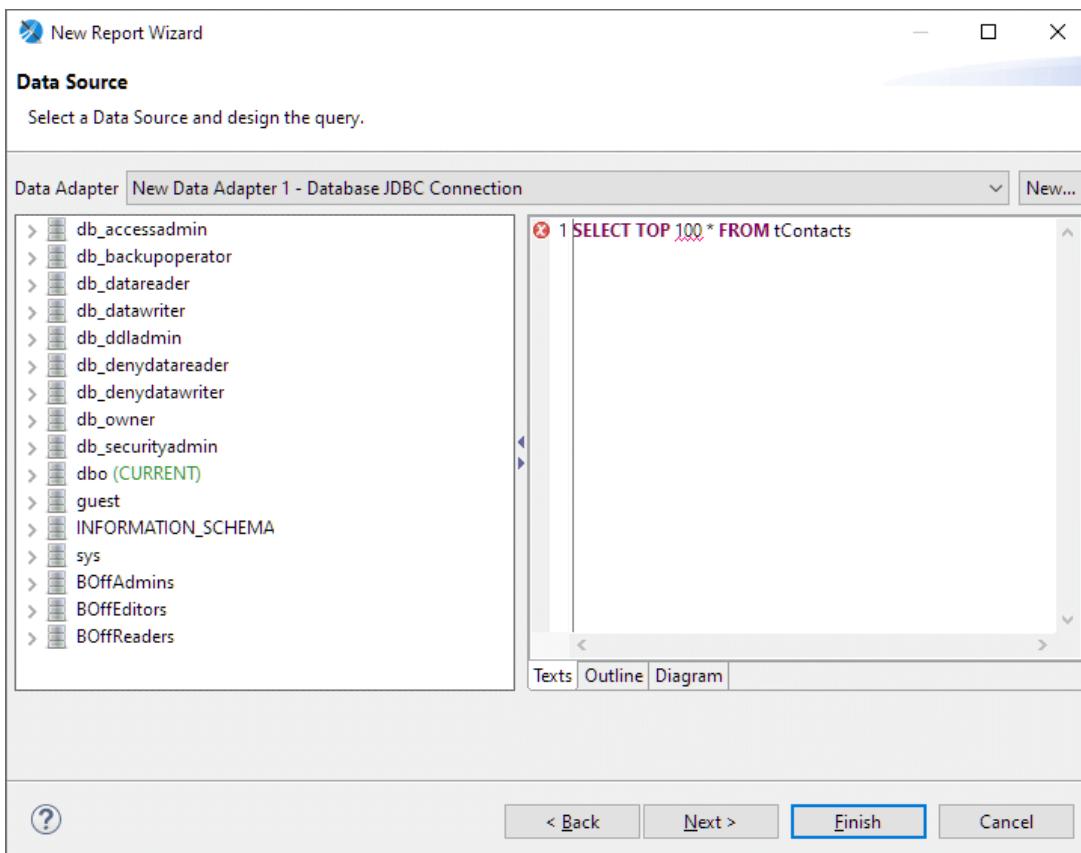 New Report Wizard
Data Source
Select a Data Source and design the query.
Data Adapter New Data Adapter 1 - Database JDBC Connection New...
db_accessadmin
db_backupoperator
db_datareader
db_datawriter
db_ddladmin
db_denydatareader
db_denydatawriter
db_owner
db_securityadmin
dbo (CURRENT)
guest
INFORMATION_SCHEMA
sys
BOffAdmins
BOffEditors
BOffReaders
1 SELECT TOP 100 * FROM tContacts
Texts Outline Diagram
? < Back Next > Finish Cancel